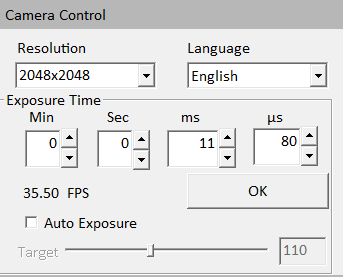 Camera Control
Resolution Language
2048x2048 English
Exposure Time
Min Sec ms µs
0 0 11 80
35.50 FPS OK
Auto Exposure
Target 110